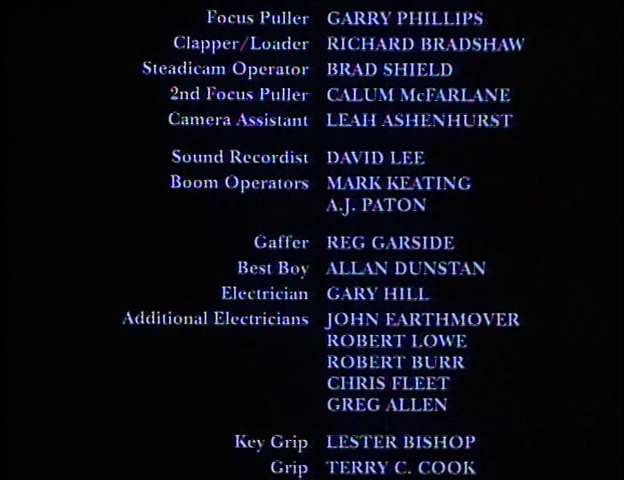 Focus Puller GARRY PHILLIPS
Clapper/Loader RICHARD BRADSHAW
Steadicam Operator BRAD SHIELD
2nd Focus Puller CALUM McFARLANE
Camera Assistant LEAH ASHENHURST
Sound Recordist DAVID LEE
Boom Operators MARK KEATING
A.J. PATON
Gaffer REG GARSIDE
Best Boy ALLAN DUNSTAN
Electrician GARY HILL
Additional Electricians JOHN EARTHMOVER
ROBERT LOWE
ROBERT BURR
CHRIS FLEET
GREG ALLEN
Key Grip LESTER BISHOP
Grip TERRY C. COOK